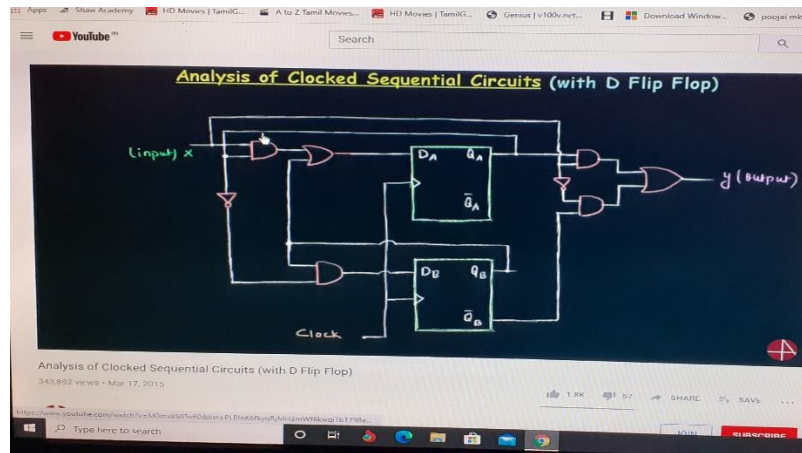 Apps Shaw Academy HD Movies | TamilG... A to Z Tamil Movies... HD Movies | TamilG... Genius | v100v.net... H Download Window... poojai mk
YouTube IN
Search
Analysis of Clocked Sequential Circuits (with D Flip Flop)
(input) x
DA QA
Q̅A
y (output)
DB QB
Q̅B
Clock
Analysis of Clocked Sequential Circuits (with D Flip Flop)
343,892 views • Mar 17, 2015
1.8K 57 SHARE SAVE ...
Type here to search
JOIN SUBSCRIBE